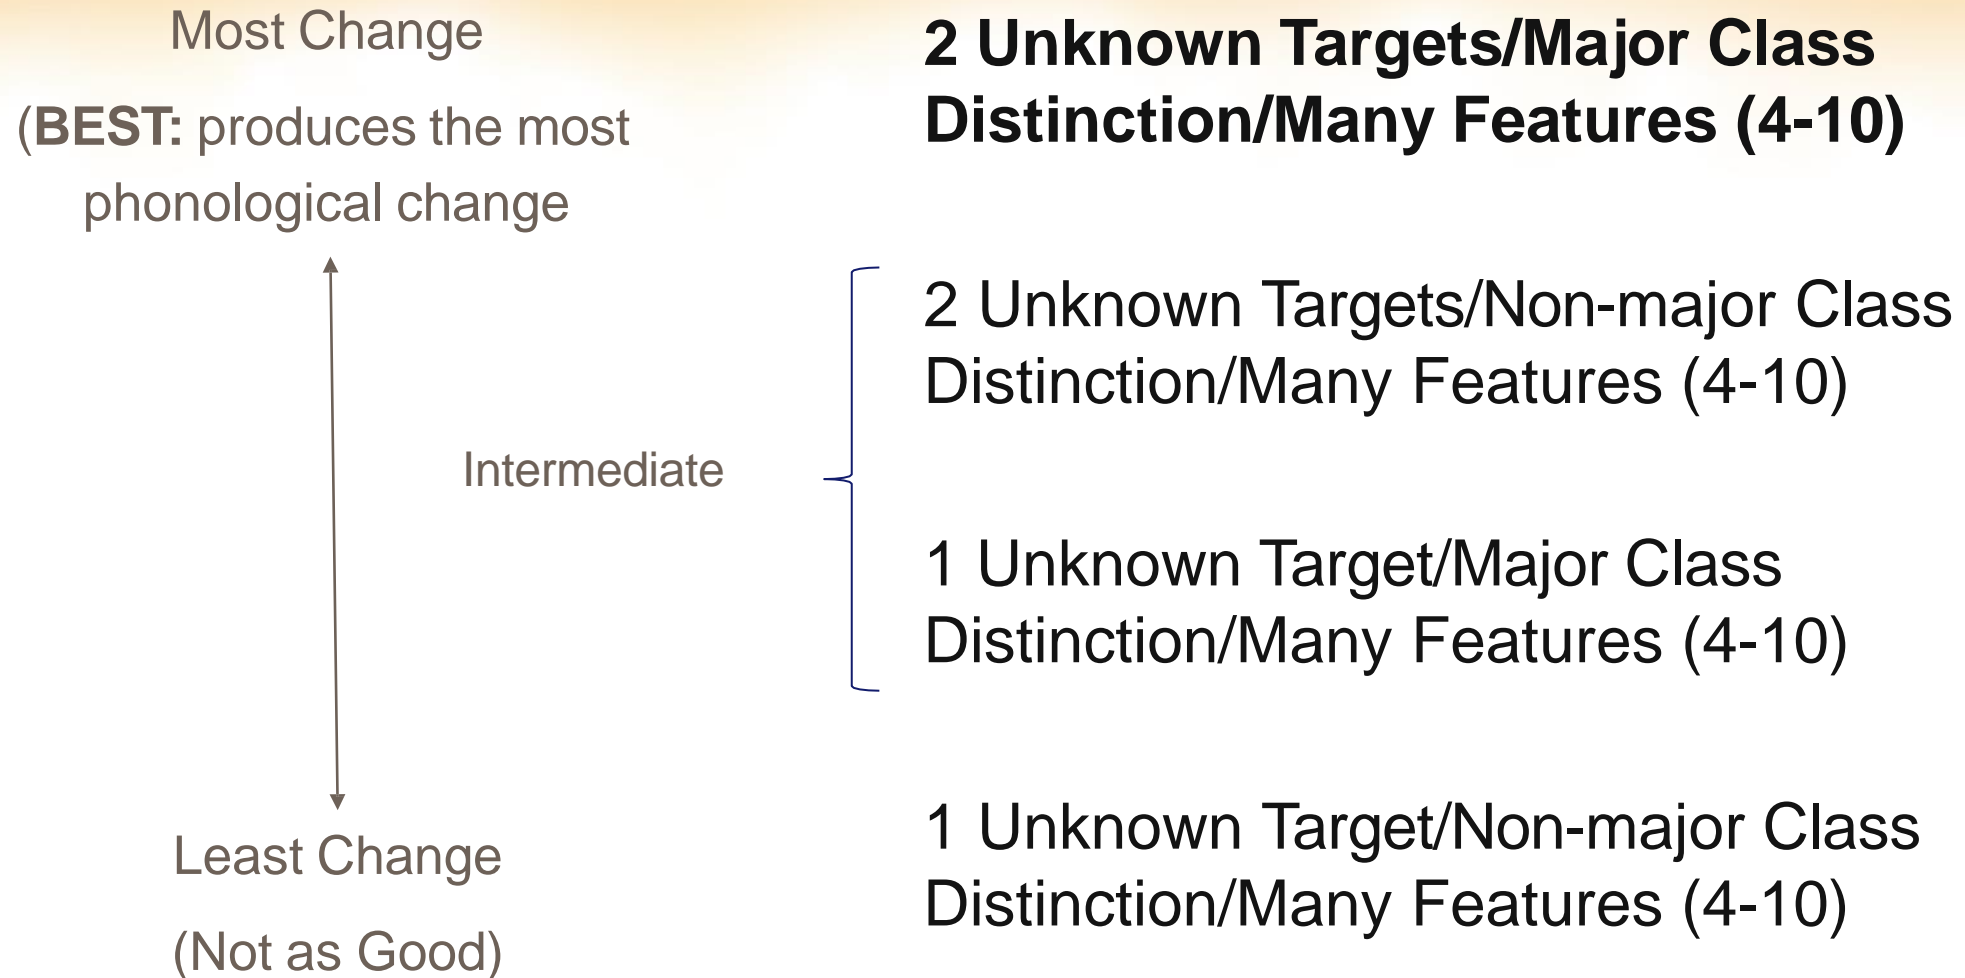 Most Change
(BEST: produces the most
phonological change
2 Unknown Targets/Major Class
Distinction/Many Features (4-10)
2 Unknown Targets/Non-major Class
Distinction/Many Features (4-10)
Intermediate
1 Unknown Target/Major Class
Distinction/Many Features (4-10)
Least Change
(Not as Good)
1 Unknown Target/Non-major Class
Distinction/Many Features (4-10)